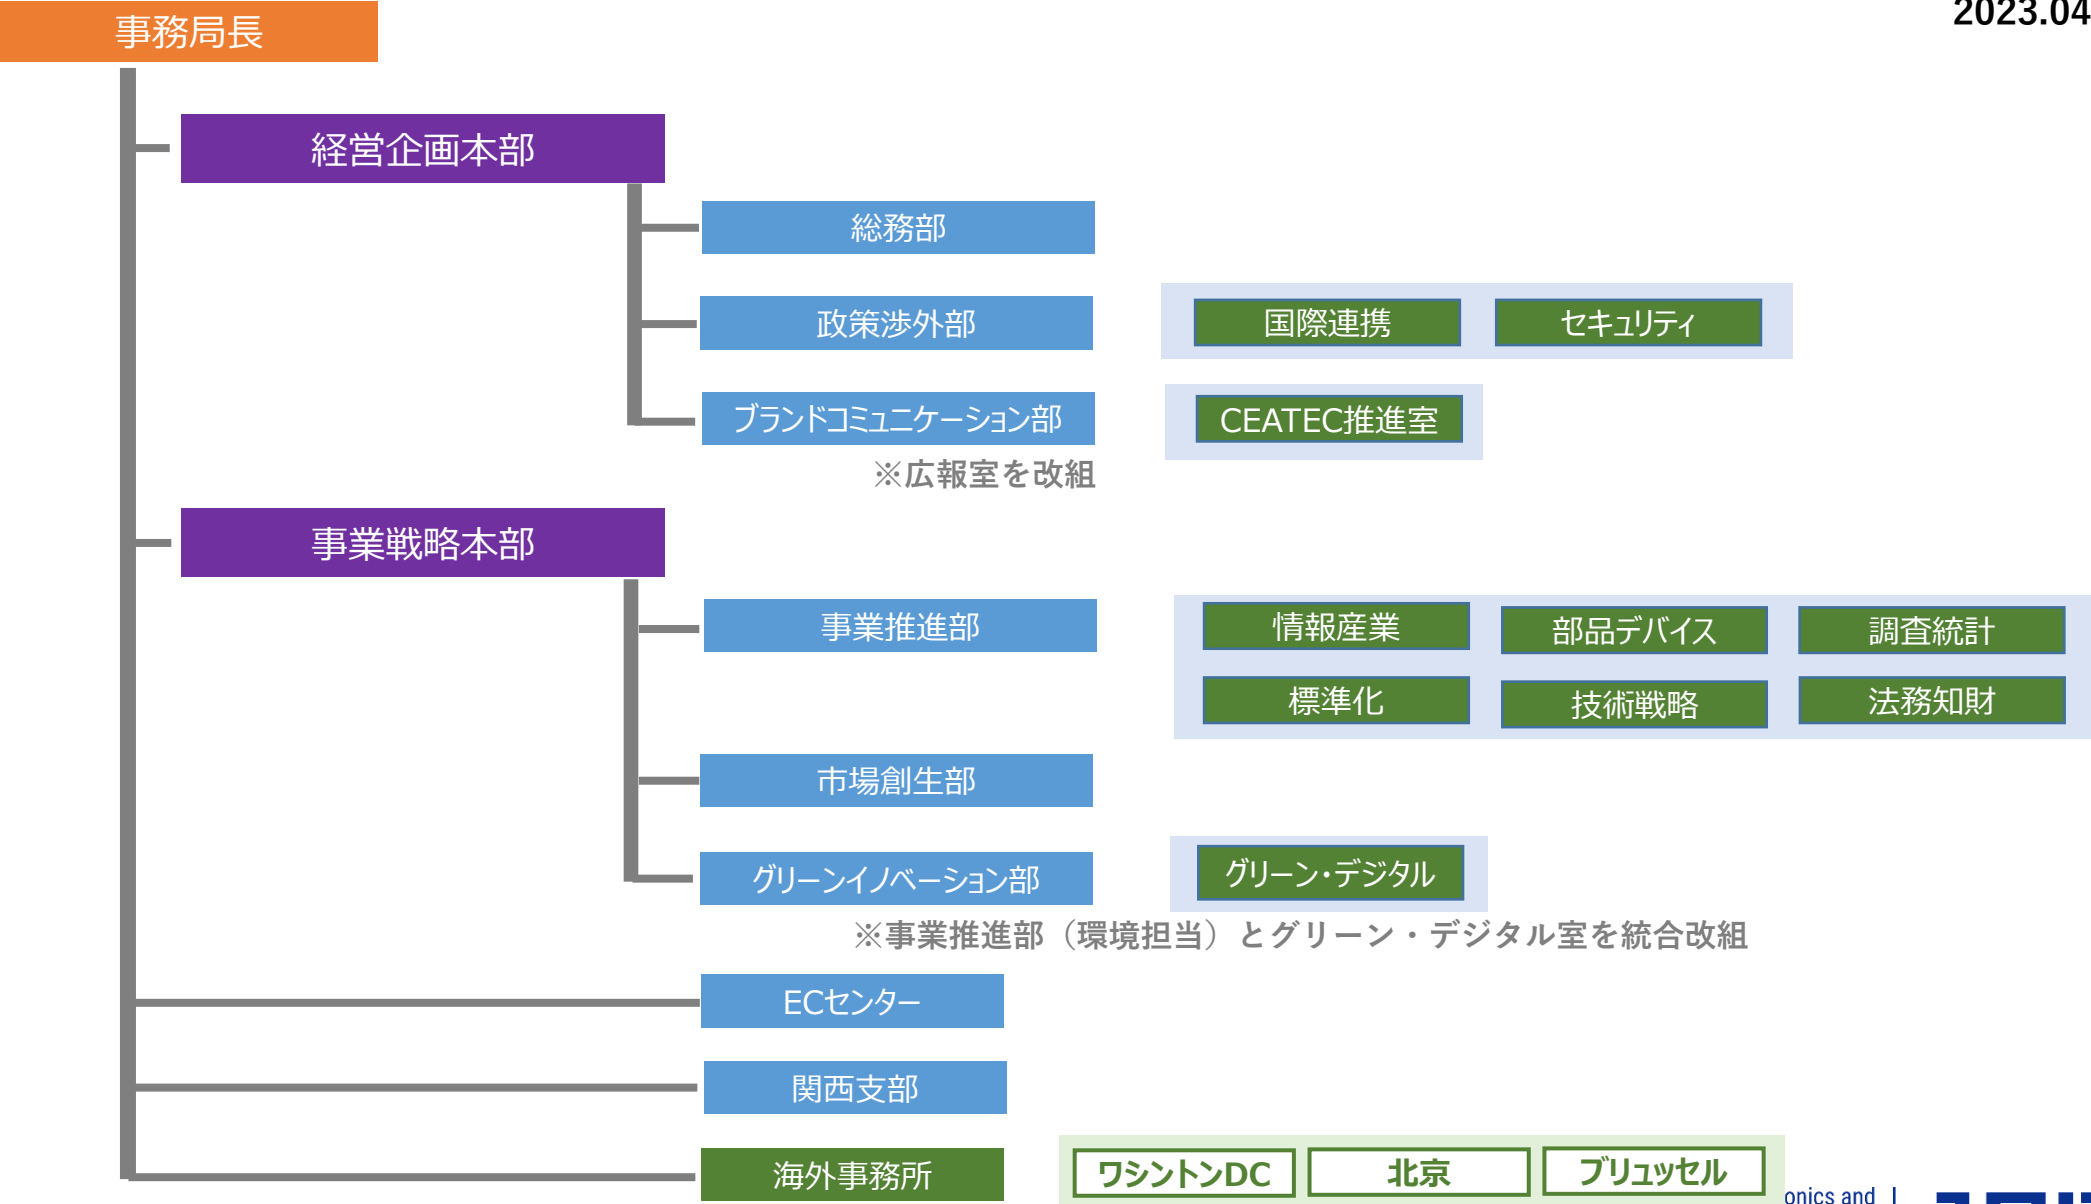 2023.04
事務局長
経営企画本部
総務部
政策渉外部
国際連携
セキュリティ
ブランドコミュニケーション部
CEATEC推進室
※広報室を改組
事業戦略本部
事業推進部
情報産業
部品デバイス
調査統計
標準化
技術戦略
法務知財
市場創生部
グリーンイノベーション部
グリーン・デジタル
※事業推進部（環境担当）とグリーン・デジタル室を統合改組
ECセンター
関西支部
海外事務所
ワシントンDC
北京
ブリュッセル
onics and